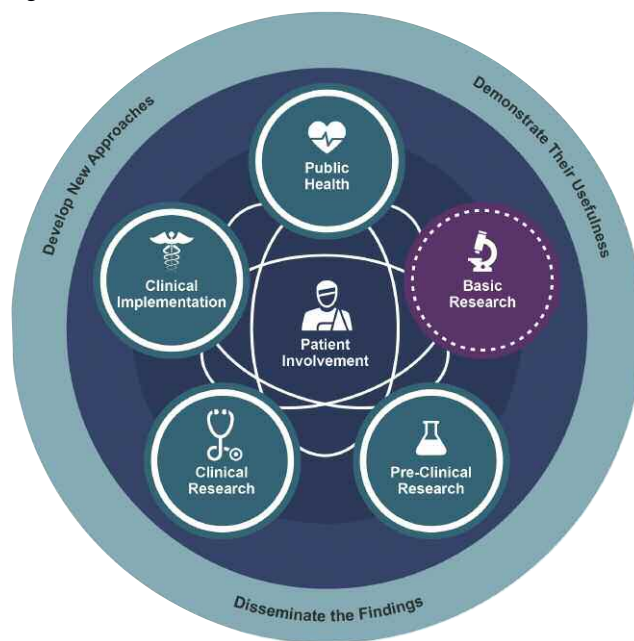 Develop New Approaches
Demonstrate Their Usefulness
Public
Health
Clinical
Implementation
Basic
Research
Patient
Involvement
Clinical
Research
Pre-Clinical
Research
Disseminate the Findings